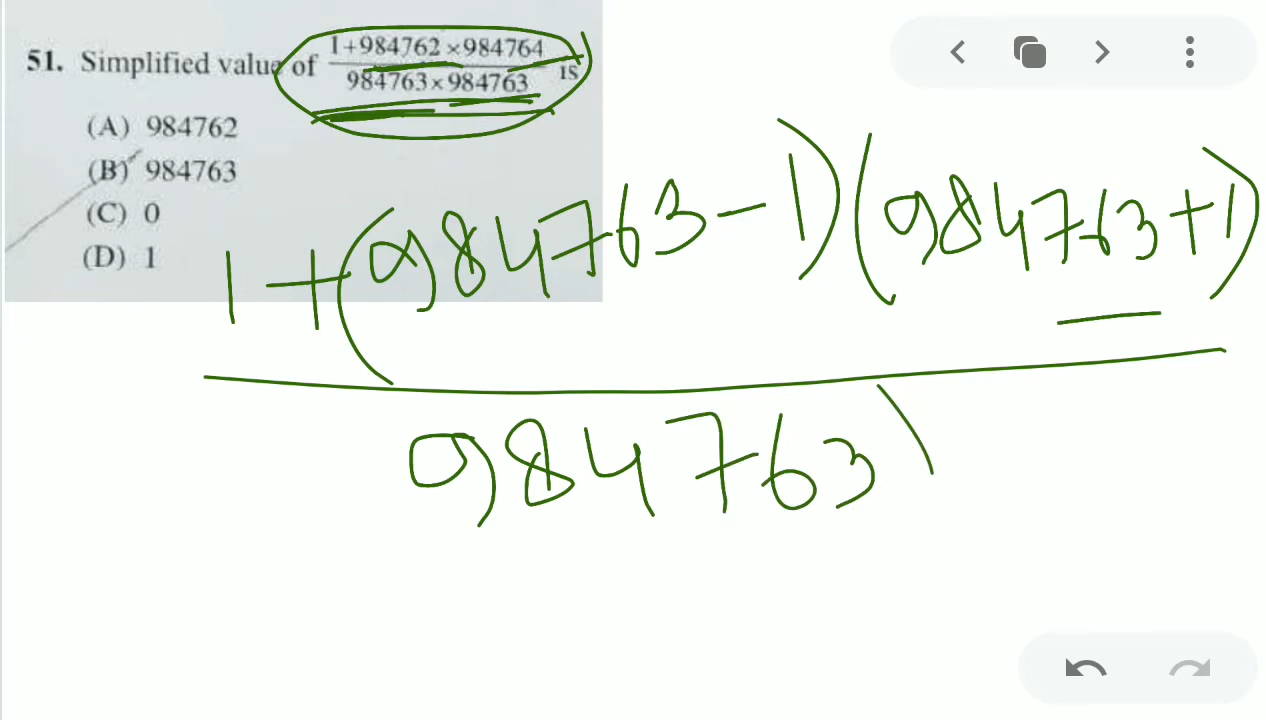 51. Simplified value of 1+984762×984764 / 984763×984763 is
(A) 984762
(B) 984763
(C) 0
(D) 1
1+(984763-1)(984763+1)
984763